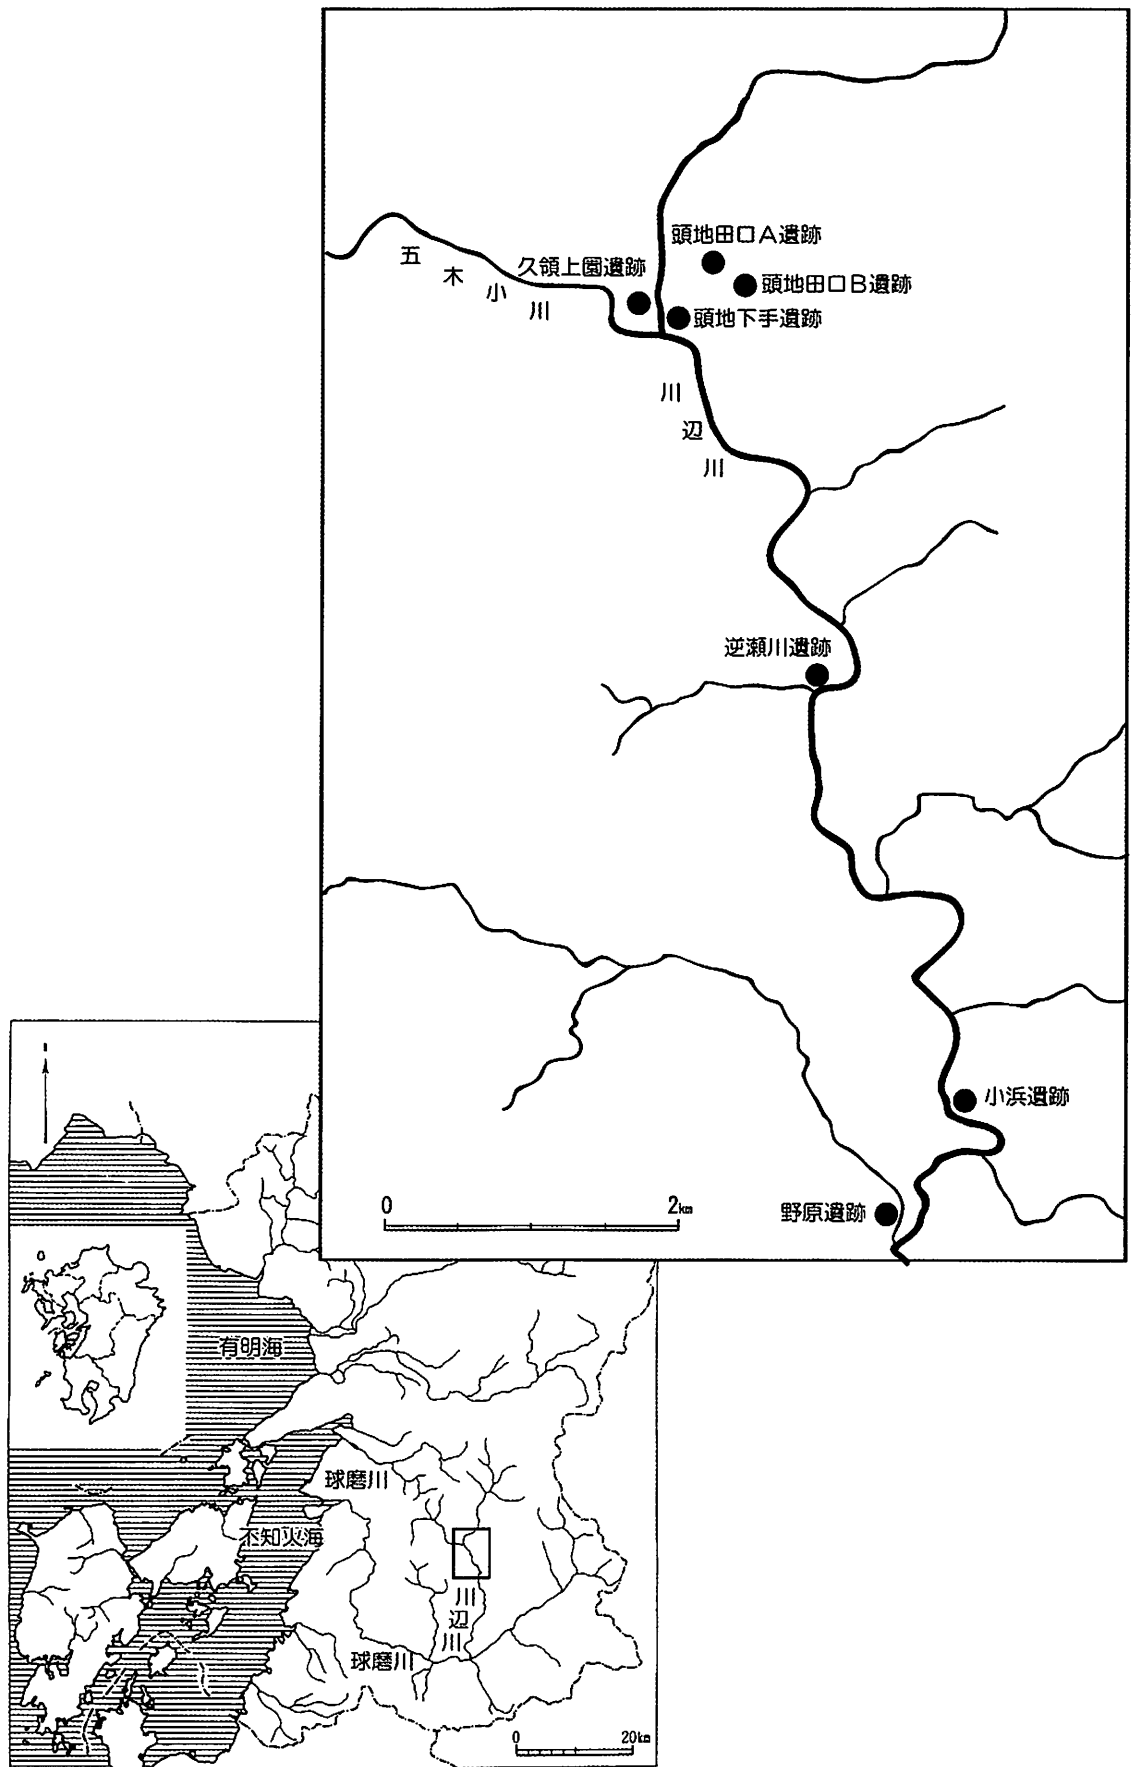 頭地田口A遺跡
久領上園遺跡
頭地田口B遺跡
頭地下手遺跡
五木小川
川辺川
逆瀬川遺跡
小浜遺跡
野原遺跡
0 2km
有明海
球磨川
不知火海
川辺川
球磨川
0 20km